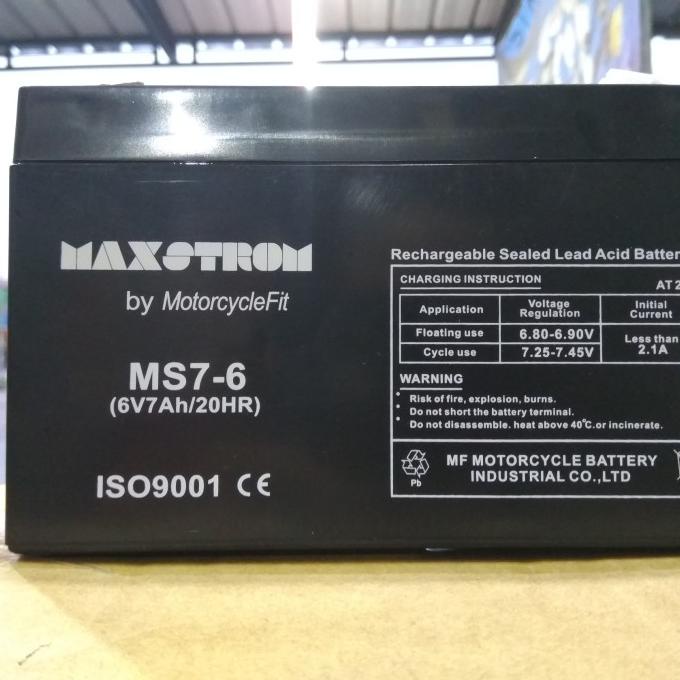 MAXSTROM
by MotorcycleFit
MS7-6
(6V7Ah/20HR)
ISO9001 CE
Rechargeable Sealed Lead Acid
CHARGING INSTRUCTION
AT
Application
Voltage Regulation
Initial Current
Floating use
6.80-6.90V
Less than 2.1A
Cycle use
7.25-7.45V
WARNING
• Risk of fire, explosion, burns.
• Do not short the battery terminal.
• Do not disassemble. heat above 40°C.or incinerate.
Pb
MF MOTORCYCLE BATTERY
INDUSTRIAL CO.,LTD